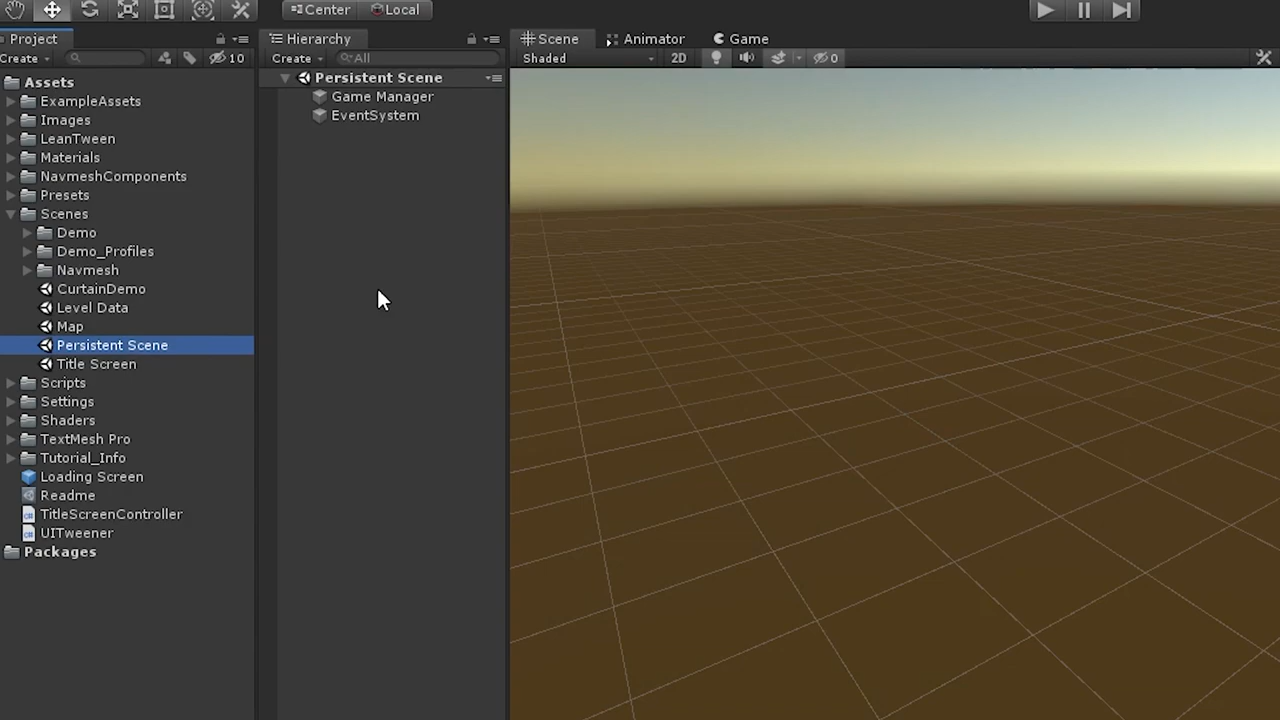 Center Local
Project
Create
10
Assets
ExampleAssets
Images
LeanTween
Materials
NavmeshComponents
Presets
Scenes
Demo
Demo_Profiles
Navmesh
CurtainDemo
Level Data
Map
Persistent Scene
Title Screen
Scripts
Settings
Shaders
TextMesh Pro
Tutorial_Info
Loading Screen
Readme
TitleScreenController
UITweener
Packages
Hierarchy
Create All
Persistent Scene
Game Manager
EventSystem
Scene Animator Game
Shaded 2D 0